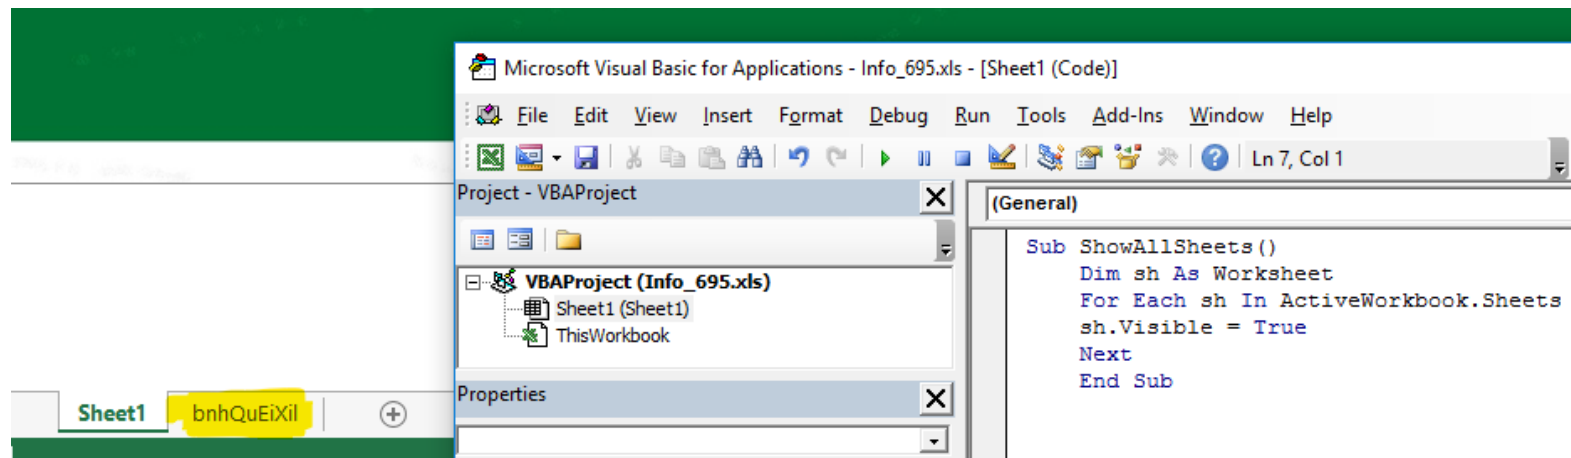 Microsoft Visual Basic for Applications - Info_695.xls - [Sheet1 (Code)]
File Edit View Insert Format Debug Run Tools Add-Ins Window Help
Ln 7, Col 1
Project - VBAProject
(General)
VBAProject (Info_695.xls)
Sheet1 (Sheet1)
ThisWorkbook
Sub ShowAllSheets()
Dim sh As Worksheet
For Each sh In ActiveWorkbook.Sheets
sh.Visible = True
Next
End Sub
Properties
Sheet1 bnhQuEiXil